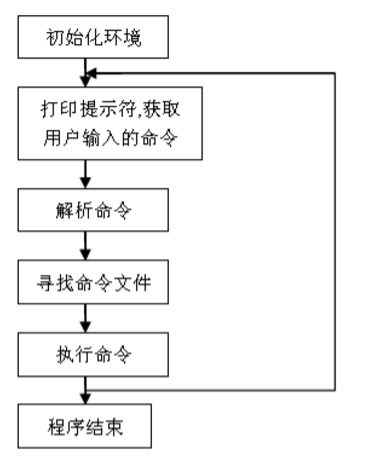 初始化环境
打印提示符,获取
用户输入的命令
解析命令
寻找命令文件
执行命令
程序结束